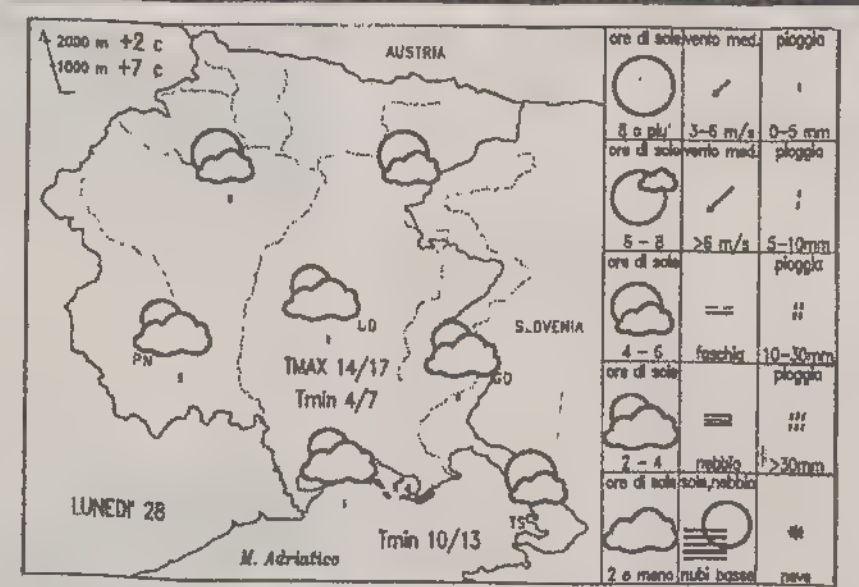 2000 m +2 c
1000 m +7 c
AUSTRIA
SLOVENIA
UD
PN
GO
TS
TMAX 14/17
Tmin 4/7
LUNEDI' 28
Tmin 10/13
M. Adriatico
ore di sole vento med. pioggia
8 o piu' 3-6 m/s 0-5 mm
ore di sole vento med. pioggia
6 - 8 >6 m/s 5-10mm
ore di sole pioggia
4 - 6 foschia 10-30mm
ore di sole pioggia
2 - 4 nebbia >30mm
ore di sole sole,nebbia
2 o meno nubi basse neve